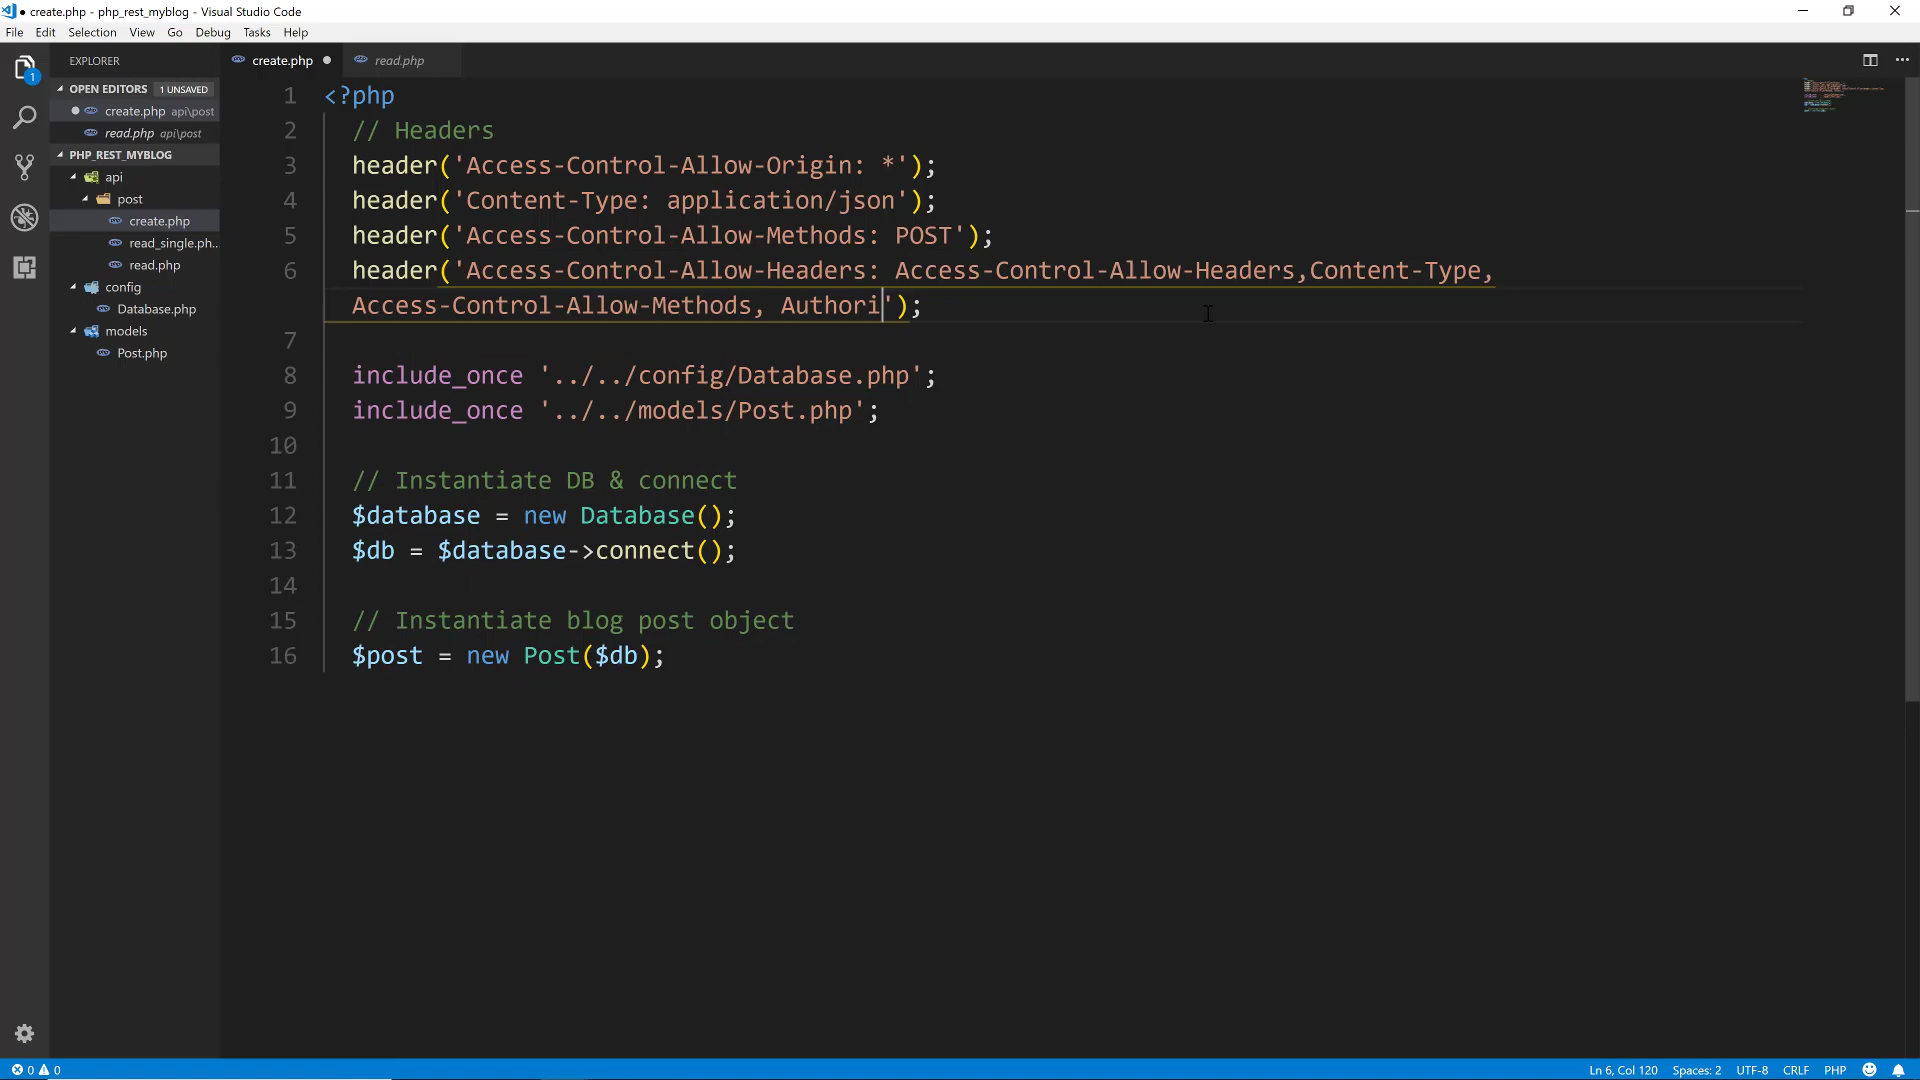 create.php - php_rest_myblog - Visual Studio Code
File Edit Selection View Go Debug Tasks Help
EXPLORER
OPEN EDITORS 1 UNSAVED
create.php api\post
read.php api\post
PHP_REST_MYBLOG
api
post
create.php
read_single.ph...
read.php
config
Database.php
models
Post.php
1
create.php read.php
1 <?php
2 // Headers
3 header('Access-Control-Allow-Origin: *');
4 header('Content-Type: application/json');
5 header('Access-Control-Allow-Methods: POST');
6 header('Access-Control-Allow-Headers: Access-Control-Allow-Headers,Content-Type,
Access-Control-Allow-Methods, Authori');
7
8 include_once '../../config/Database.php';
9 include_once '../../models/Post.php';
10
11 // Instantiate DB & connect
12 $database = new Database();
13 $db = $database->connect();
14
15 // Instantiate blog post object
16 $post = new Post($db);
0 0 Ln 6, Col 120 Spaces: 2 UTF-8 CRLF PHP